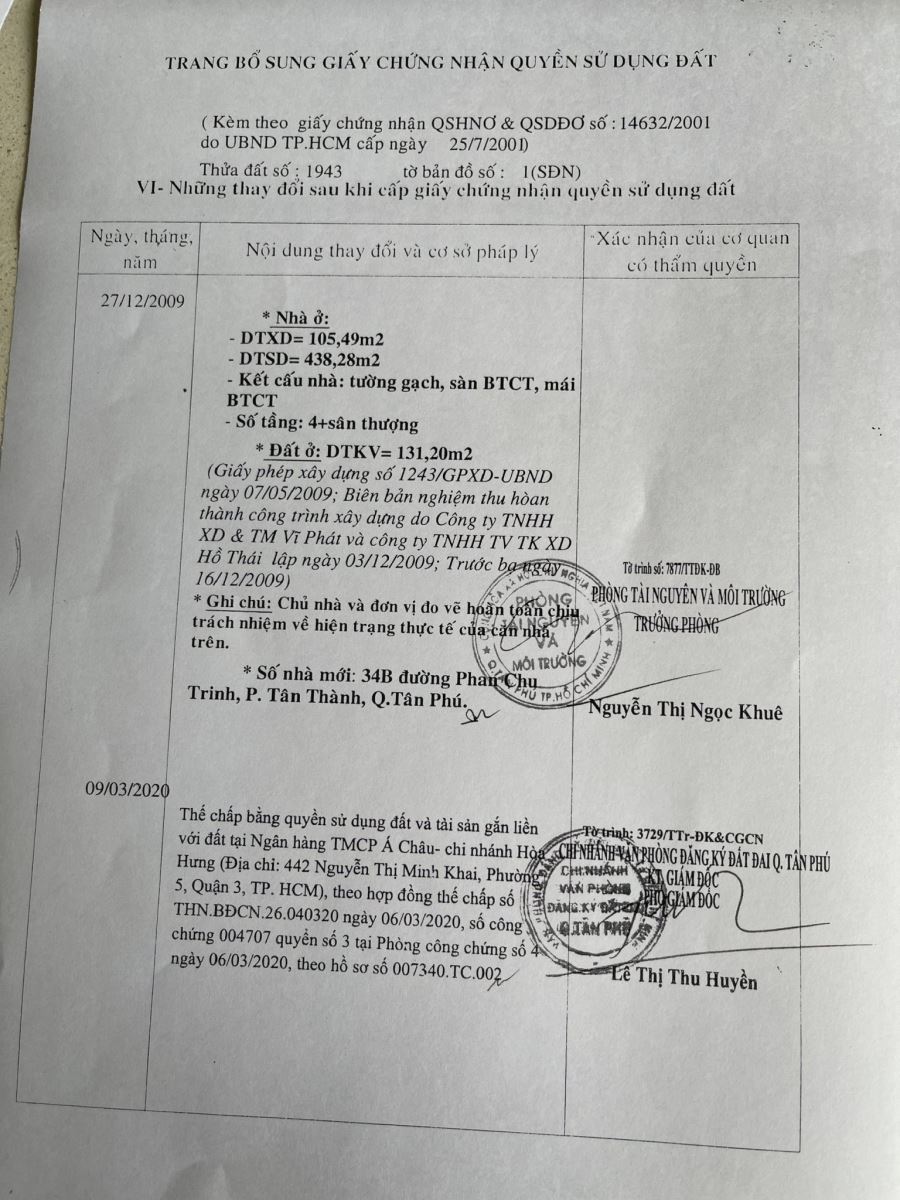 TRANG BỔ SUNG GIẤY CHỨNG NHẬN QUYỀN SỬ DỤNG ĐẤT
( Kèm theo giấy chứng nhận QSHNƠ & QSDĐƠ số : 14632/2001
do UBND TP.HCM cấp ngày 25/7/2001)
Thửa đất số : 1943 tờ bản đồ số : 1(SĐN)
VI- Những thay đổi sau khi cấp giấy chứng nhận quyền sử dụng đất
Ngày, tháng,
năm
Nội dung thay đổi và cơ sở pháp lý
Xác nhận của cơ quan
có thẩm quyền
27/12/2009
* Nhà ở:
- DTXD= 105,49m2
- DTSD= 438,28m2
- Kết cấu nhà: tường gạch, sàn BTCT, mái
BTCT
- Số tầng: 4+sân thượng
* Đất ở: DTKV= 131,20m2
(Giấy phép xây dựng số 1243/GPXD-UBND
ngày 07/05/2009; Biên bản nghiệm thu hòan
thành công trình xây dựng do Công ty TNHH
XD & TM Vĩ Phát và công ty TNHH TV TK XD
Hồ Thái lập ngày 03/12/2009; Trước bạ ngày
16/12/2009)
* Ghi chú: Chủ nhà và đơn vị đo vẽ hoàn toàn chịu
trách nhiệm về hiện trạng thực tế của căn nhà
trên.
* Số nhà mới: 34B đường Phan Chu
Trinh, P. Tân Thành, Q.Tân Phú.
Tờ trình số: 7877/TTĐK-ĐB
PHÒNG TÀI NGUYÊN VÀ MÔI TRƯỜNG
TRƯỞNG PHÒNG
PHÒNG
TÀI NGUYÊN
VÀ
MÔI TRƯỜNG
Q.TÂN PHÚ TP.HỒ CHÍ MINH
Nguyễn Thị Ngọc Khuê
09/03/2020
Thế chấp bằng quyền sử dụng đất và tài sản gắn liền
với đất tại Ngân hàng TMCP Á Châu- chi nhánh Hòa
Hưng (Địa chỉ: 442 Nguyễn Thị Minh Khai, Phường
5, Quận 3, TP. HCM), theo hợp đồng thế chấp số
THN.BĐCN.26.040320 ngày 06/03/2020, số công
chứng 004707 quyển số 3 tại Phòng công chứng số 4
ngày 06/03/2020, theo hồ sơ số 007340.TC.002
Tờ trình: 3729/TTr-ĐK&CGCN
CHI NHÁNH VĂN PHÒNG ĐĂNG KÝ ĐẤT ĐAI Q. TÂN PHÚ
KT. GIÁM ĐỐC
PHÓ GIÁM ĐỐC
CHI NHÁNH
VĂN PHÒNG
ĐĂNG KÝ ĐẤT ĐAI
Q.TÂN PHÚ
Lê Thị Thu Huyền